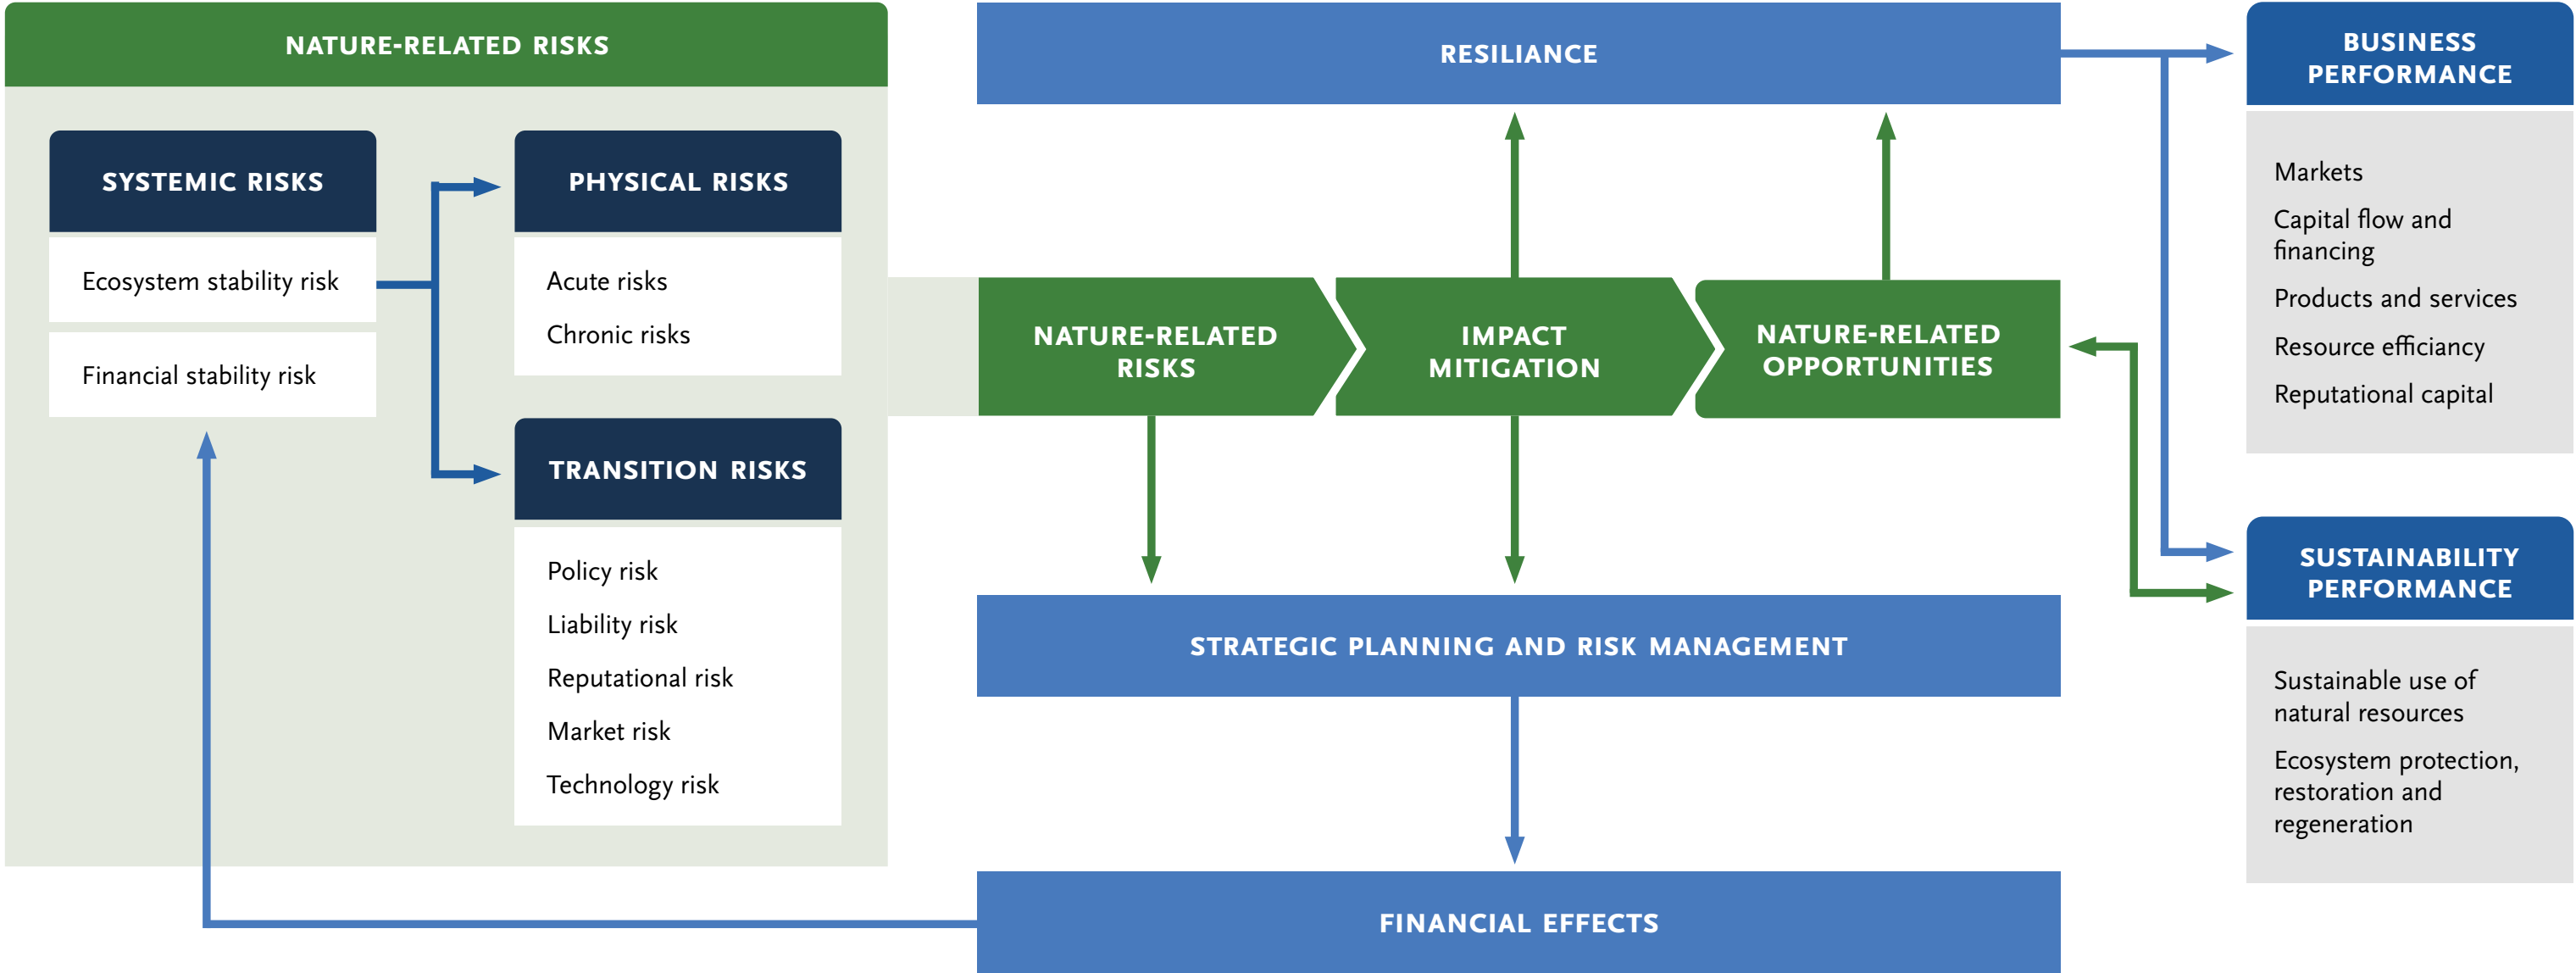 NATURE-RELATED RISKS
SYSTEMIC RISKS
Ecosystem stability risk
Financial stability risk
PHYSICAL RISKS
Acute risks
Chronic risks
TRANSITION RISKS
Policy risk
Liability risk
Reputational risk
Market risk
Technology risk
RESILIANCE
NATURE-RELATED
RISKS
IMPACT
MITIGATION
NATURE-RELATED
OPPORTUNITIES
STRATEGIC PLANNING AND RISK MANAGEMENT
FINANCIAL EFFECTS
BUSINESS
PERFORMANCE
Markets
Capital flow and
financing
Products and services
Resource efficiancy
Reputational capital
SUSTAINABILITY
PERFORMANCE
Sustainable use of
natural resources
Ecosystem protection,
restoration and
regeneration